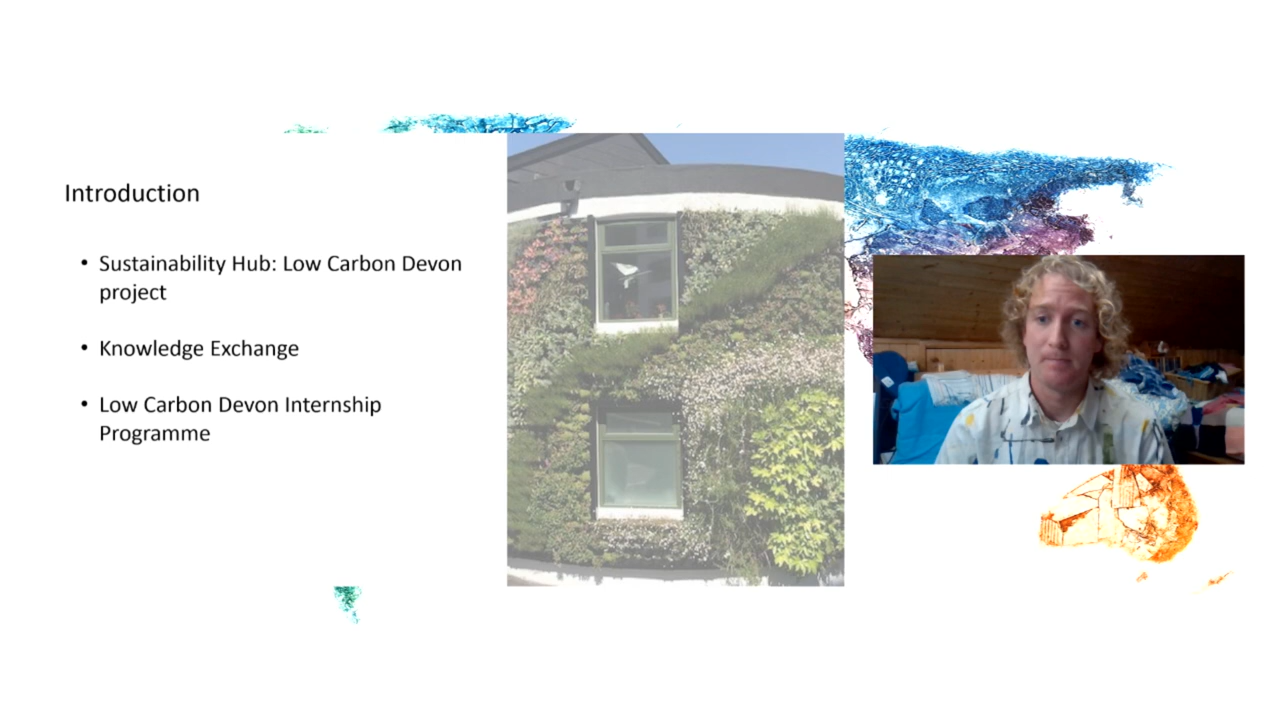 Introduction
• Sustainability Hub: Low Carbon Devon
project
• Knowledge Exchange
• Low Carbon Devon Internship
Programme